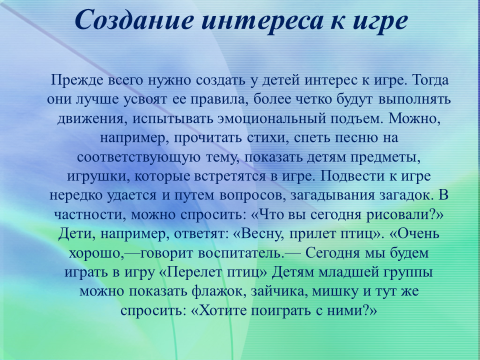 Создание интереса к игре
Прежде всего нужно создать у детей интерес к игре. Тогда
они лучше усвоят ее правила, более четко будут выполнять
движения, испытывать эмоциональный подъем. Можно,
например, прочитать стихи, спеть песню на
соответствующую тему, показать детям предметы,
игрушки, которые встретятся в игре. Подвести к игре
нередко удается и путем вопросов, загадывания загадок. В
частности, можно спросить: «Что вы сегодня рисовали?»
Дети, например, ответят: «Весну, прилет птиц». «Очень
хорошо,—говорит воспитатель.— Сегодня мы будем
играть в игру «Перелет птиц» Детям младшей группы
можно показать флажок, зайчика, мишку и тут же
спросить: «Хотите поиграть с ними?»